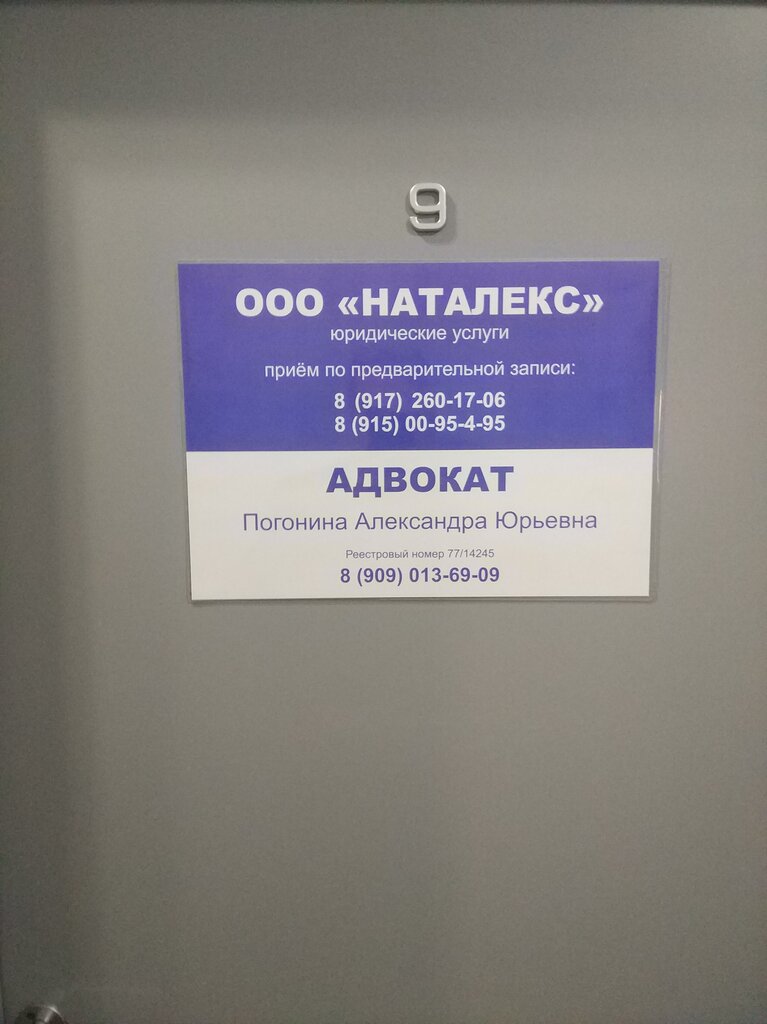 9
ООО «НАТАЛЕКС»
юридические услуги
приём по предварительной записи:
8 (917) 260-17-06
8 (915) 00-95-4-95
АДВОКАТ
Погонина Александра Юрьевна
Реестровый номер 77/14245
8 (909) 013-69-09